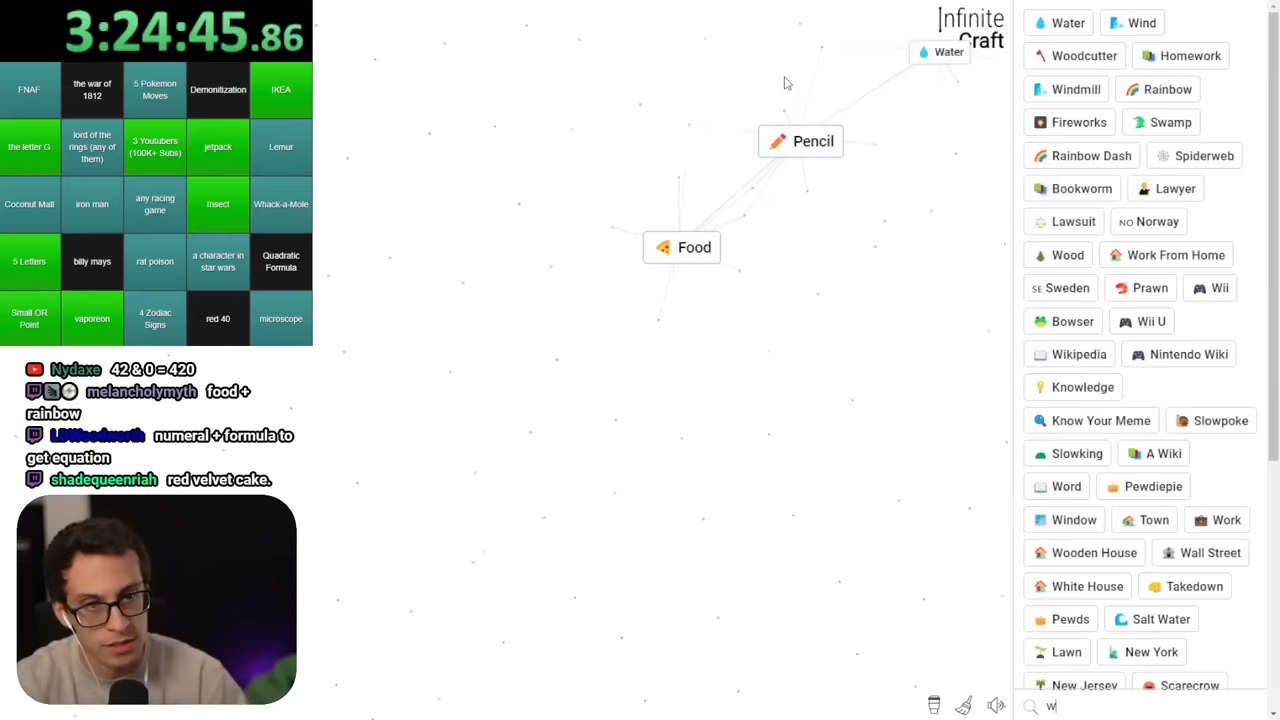 3:24:45.86
FNAF
the war of
1812
5 Pokemon
Moves
Demonitization
IKEA
the letter G
lord of the
rings (any of
them)
3 Youtubers
(100K+ Subs)
jetpack
Lemur
Coconut Mall
iron man
any racing
game
Insect
Whack-a-Mole
5 Letters
billy mays
rat poison
a character in
star wars
Quadratic
Formula
Small OR
Point
vaporeon
4 Zodiac
Signs
red 40
microscope
Nydaxe 42 & 0 = 420
melancholymyth food +
rainbow
LDWoodworth numeral + formula to
get equation
shadequeenriah red velvet cake.
Infinite
Craft
Water
Pencil
Food
Water Wind
Woodcutter Homework
Windmill Rainbow
Fireworks Swamp
Rainbow Dash Spiderweb
Bookworm Lawyer
Lawsuit NO Norway
Wood Work From Home
SE Sweden Prawn Wii
Bowser Wii U
Wikipedia Nintendo Wiki
Knowledge
Know Your Meme Slowpoke
Slowking A Wiki
Word Pewdiepie
Window Town Work
Wooden House Wall Street
White House Takedown
Pewds Salt Water
Lawn New York
New Jersey Scarecrow
w